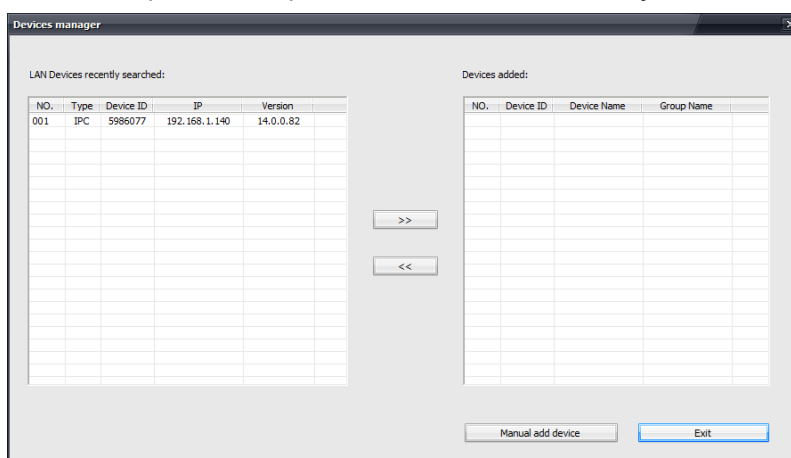 Devices manager
LAN Devices recently searched:
Devices added:
NO. Type Device ID IP Version
NO. Device ID Device Name Group Name
001 IPC 5986077 192.168.1.140 14.0.0.82
>>
<<
Manual add device
Exit